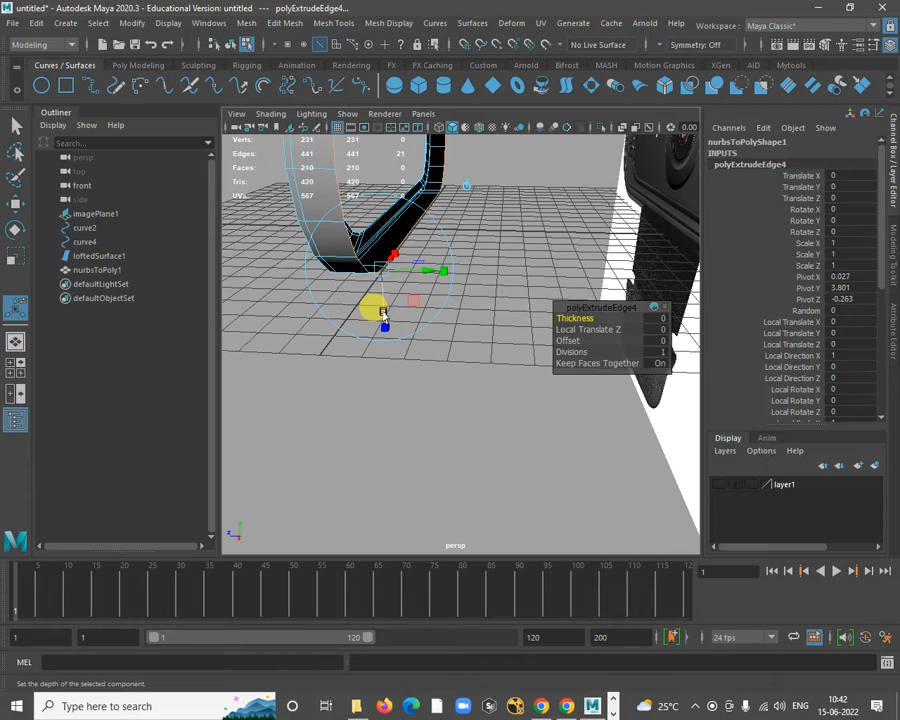 untitled* - Autodesk Maya 2020.3 - Educational Version: untitled --- polyExtrudeEdge4...
File Edit Create Select Modify Display Windows Mesh Edit Mesh Mesh Tools Mesh Display Curves Surfaces Deform UV Generate Cache Arnold Help Workspace : Maya Classic*
Modeling No Live Surface Symmetry: Off
Curves / Surfaces Poly Modeling Sculpting Rigging Animation Rendering FX FX Caching Custom Arnold Bifrost MASH Motion Graphics XGen AID Mytools
Outliner
Display Show Help
Search...
persp
top
front
side
imagePlane1
curve2
curve4
loftedSurface1
nurbsToPoly1
defaultLightSet
defaultObjectSet
View Shading Lighting Show Renderer Panels
0.00
Verts: 231 231 0
Edges: 441 441 21
Faces: 210 210 0
Tris: 420 420 0
UVs: 567 567 0
polyExtrudeEdge4
Thickness 0
Local Translate Z 0
Offset 0
Divisions 1
Keep Faces Together On
persp
Channels Edit Object Show
nurbsToPolyShape1
INPUTS
polyExtrudeEdge4
Translate X 0
Translate Y 0
Translate Z 0
Rotate X 0
Rotate Y 0
Rotate Z 0
Scale X 1
Scale Y 1
Scale Z 1
Pivot X 0.027
Pivot Y 3.801
Pivot Z -0.263
Random 0
Local Translate X 0
Local Translate Y 0
Local Translate Z 0
Local Direction X 1
Local Direction Y 0
Local Direction Z 0
Local Rotate X 0
Local Rotate Y 0
Local Rotate Z 0
Channel Box / Layer Editor
Attribute Editor
Display Anim
Layers Options Help
layer1
5 10 15 20 25 30 35 40 45 50 55 60 65 70 75 80 85 90 95 100 105 110 115 12
1
1
1 1 1 120 120 200 24 fps
MEL
Set the depth of the selected component.
Type here to search
25°C
ENG
10:42
15-06-2022